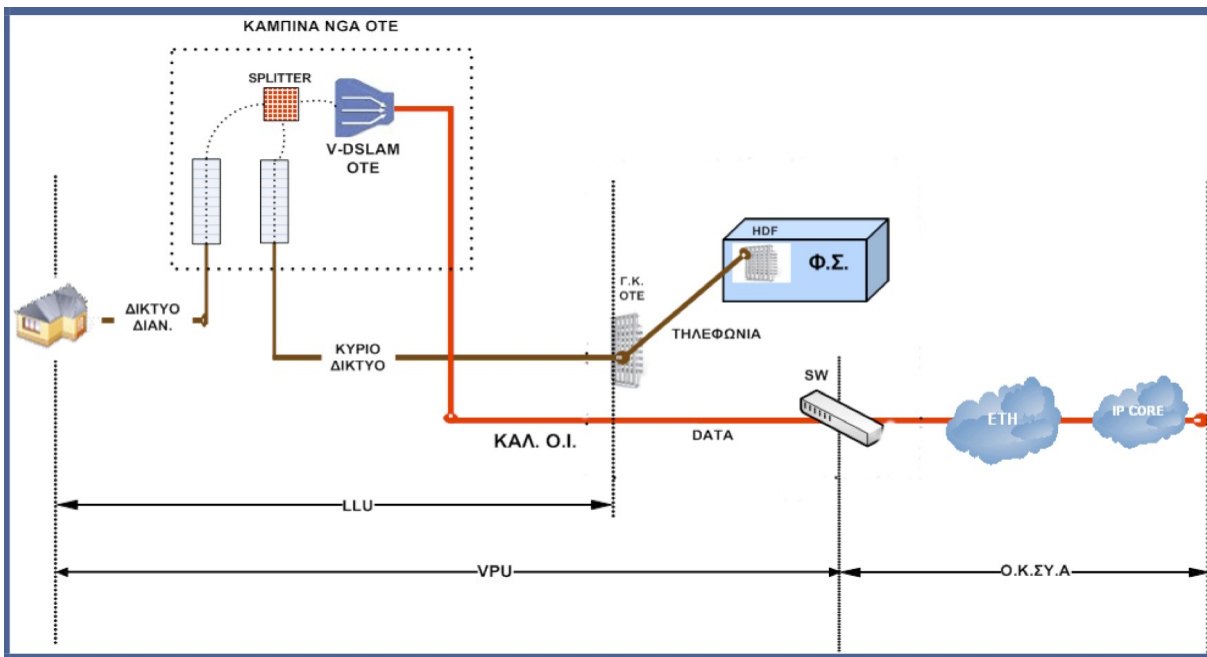 ΚΑΜΠΙΝΑ NGA ΟΤΕ
SPLITTER
V-DSLAM
ΟΤΕ
HDF
Φ.Σ.
Γ.Κ.
ΟΤΕ
ΔΙΚΤΥΟ
ΔΙΑΝ.
ΤΗΛΕΦΩΝΙΑ
ΚΥΡΙΟ
ΔΙΚΤΥΟ
SW
ETH
IP CORE
ΚΑΛ. Ο.Ι.
DATA
LLU
VPU
Ο.Κ.ΣΥ.Α